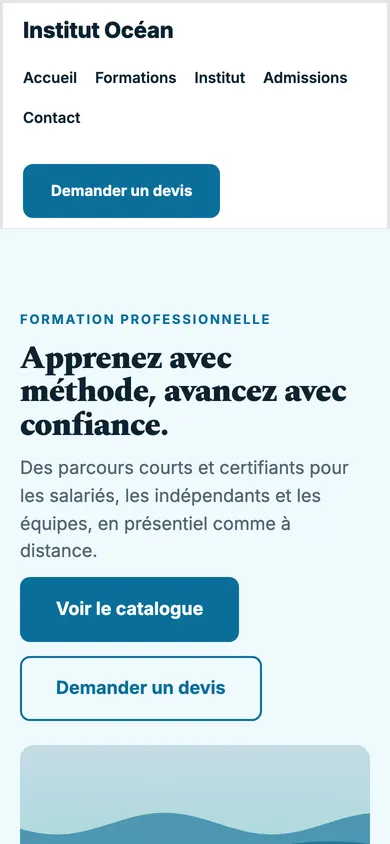 Institut Océan
Accueil Formations Institut Admissions
Contact
Demander un devis
FORMATION PROFESSIONNELLE
Apprenez avec
méthode, avancez avec
confiance.
Des parcours courts et certifiants pour
les salariés, les indépendants et les
équipes, en présentiel comme à
distance.
Voir le catalogue
Demander un devis